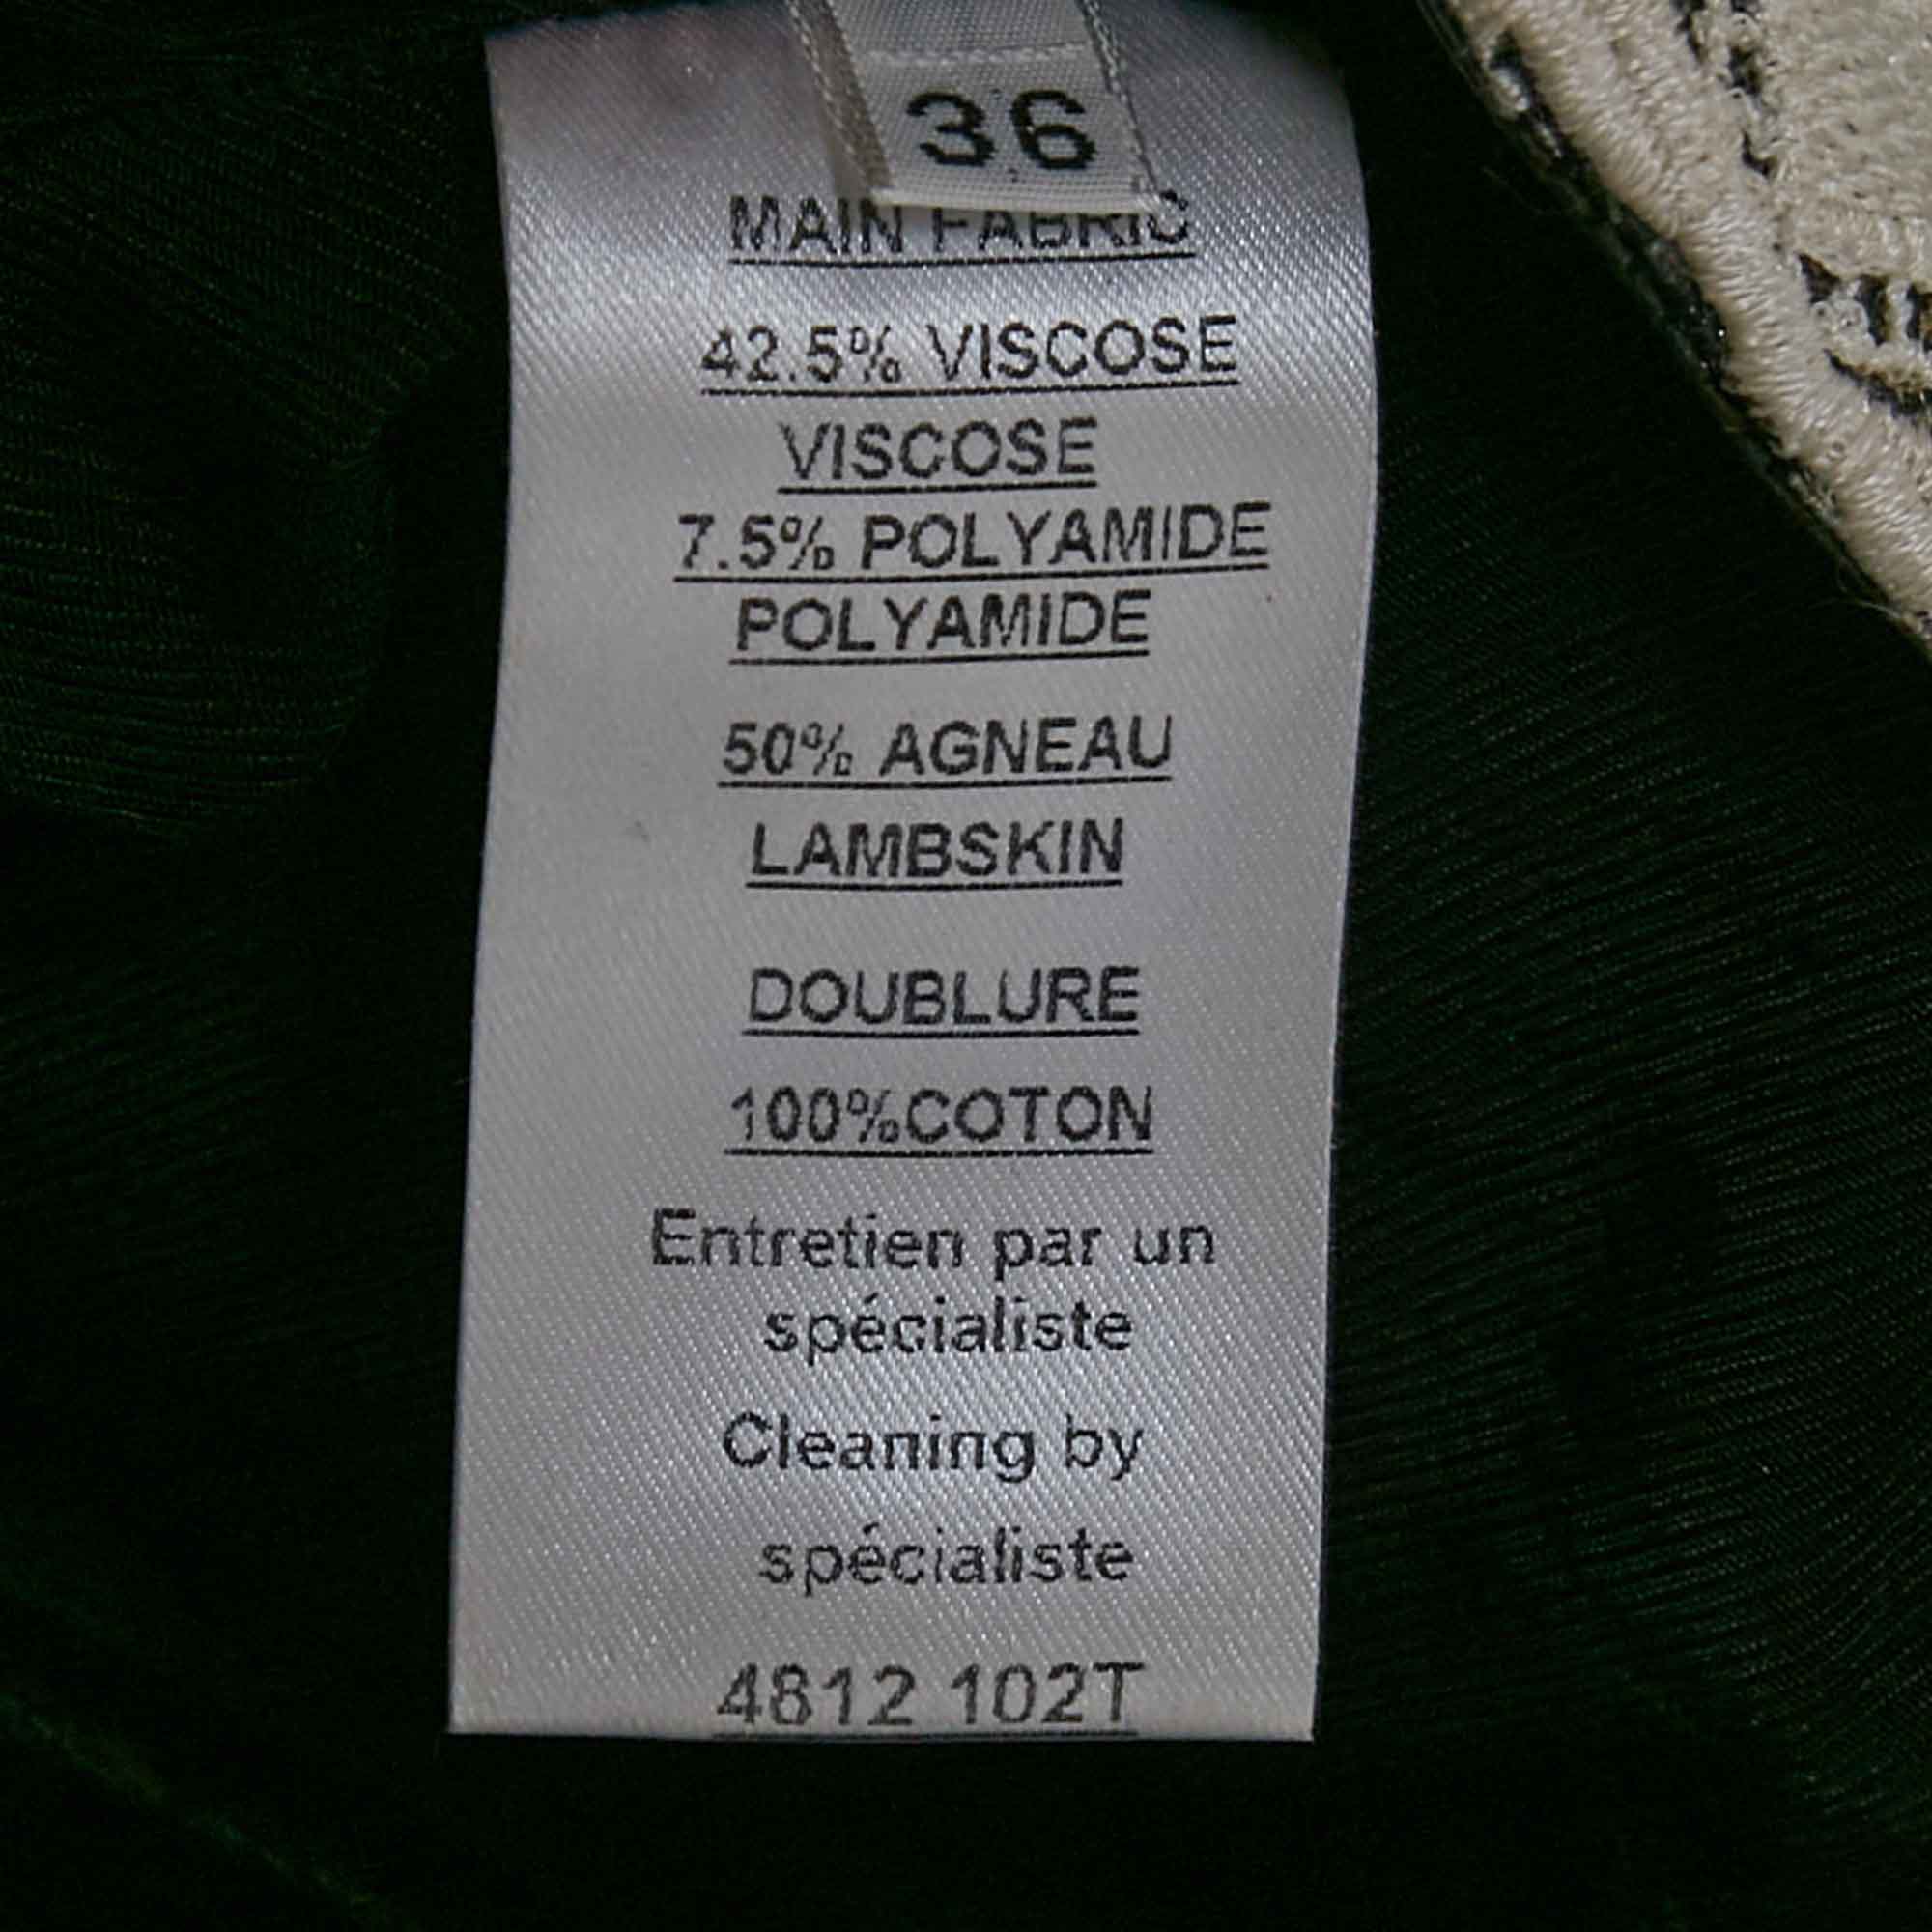 36
MAIN FABRIC
42.5% VISCOSE
VISCOSE
7.5% POLYAMIDE
POLYAMIDE
50% AGNEAU
LAMBSKIN
DOUBLURE
100%COTON
Entretien par un
spécialiste
Cleaning by
spécialiste
4812 102T